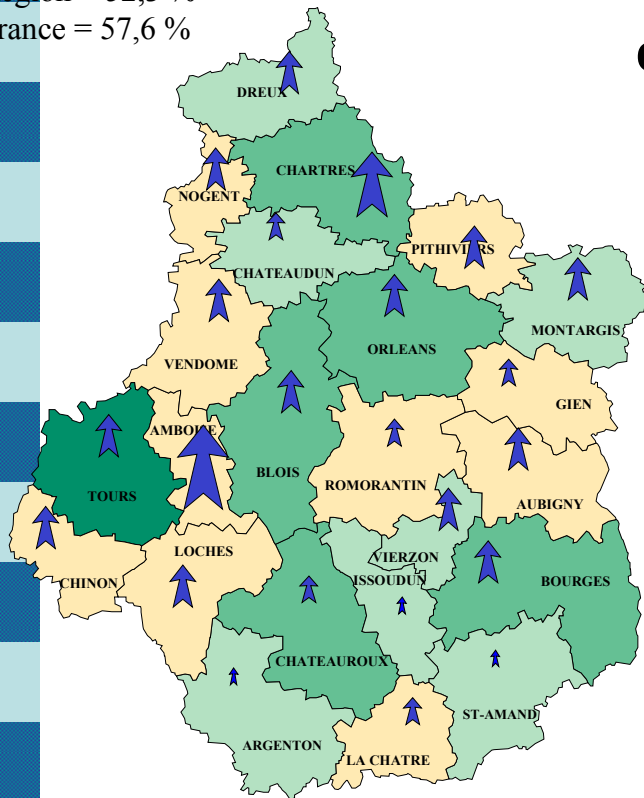 rance = 57,6 %
DREUX
CHARTRES
NOGENT
PITHIVIERS
CHATEAUDUN
MONTARGIS
ORLEANS
VENDOME
GIEN
AMBOISE
BLOIS
ROMORANTIN
TOURS
AUBIGNY
LOCHES
VIERZON
ISSOUDUN
BOURGES
CHINON
CHATEAUROUX
ST-AMAND
ARGENTON
LA CHATRE